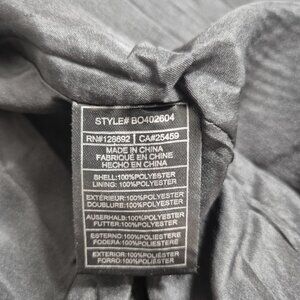 STYLE# BO402604
RN#128692 | CA#25459
MADE IN CHINA
FABRIQUÉ EN CHINE
HECHO EN CHINA
SHELL:100%POLYESTER
LINING: 100%POLYESTER
EXTÉRIEUR:100%POLYESTER
DOUBLURE: 100%POLYESTER
AUSERHALB: 100%POLYESTER
FUTTER: 100%POLYESTER
ESTERNO:100%POLIESTERE
FODERA:100%POLIESTERE
EXTERIOR:100%POLIÉSTER
FORRO:100%POLIÉSTER